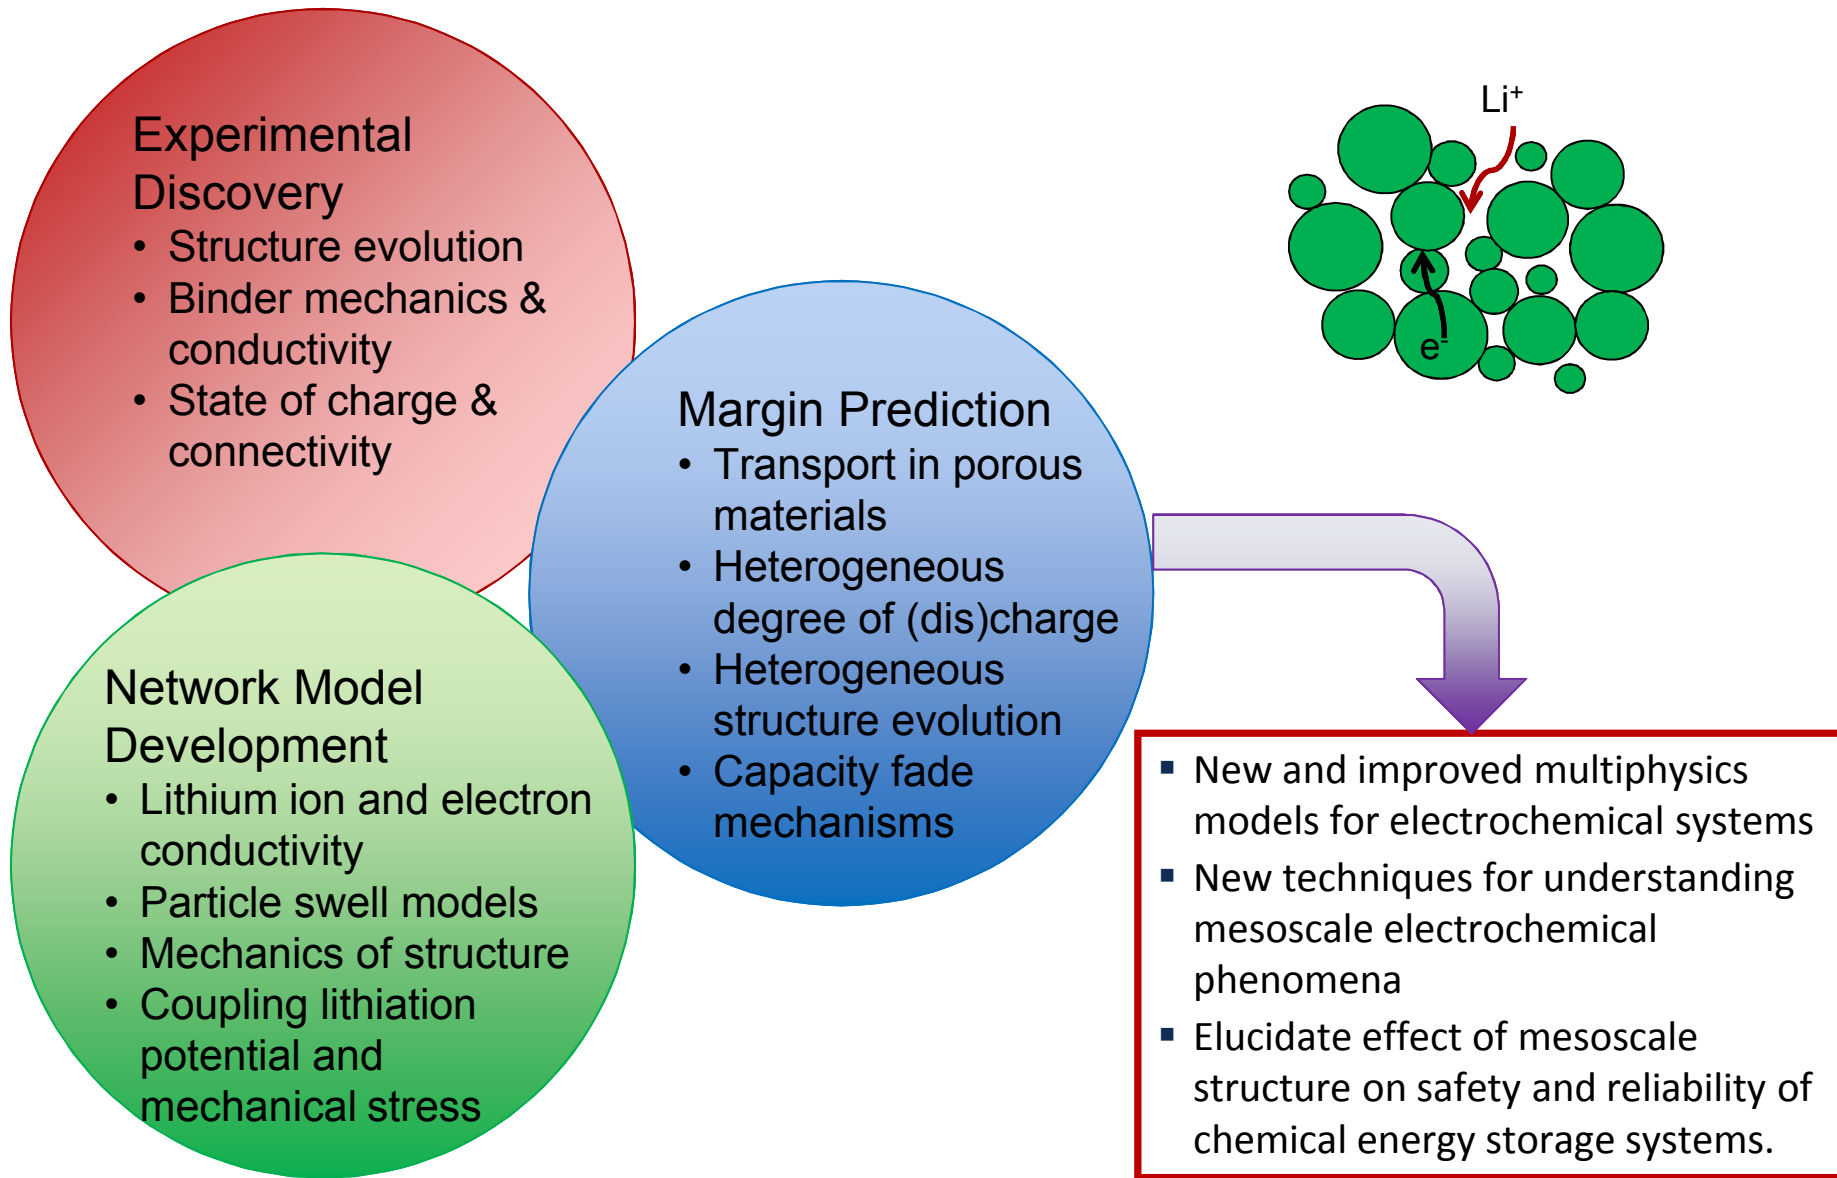 Experimental
Discovery
• Structure evolution
• Binder mechanics &
conductivity
• State of charge &
connectivity
Network Model
Development
• Lithium ion and electron
conductivity
• Particle swell models
• Mechanics of structure
• Coupling lithiation
potential and
mechanical stress
Margin Prediction
• Transport in porous
materials
• Heterogeneous
degree of (dis)charge
• Heterogeneous
structure evolution
• Capacity fade
mechanisms
Li⁺
e⁻
▪ New and improved multiphysics
models for electrochemical systems
▪ New techniques for understanding
mesoscale electrochemical
phenomena
▪ Elucidate effect of mesoscale
structure on safety and reliability of
chemical energy storage systems.